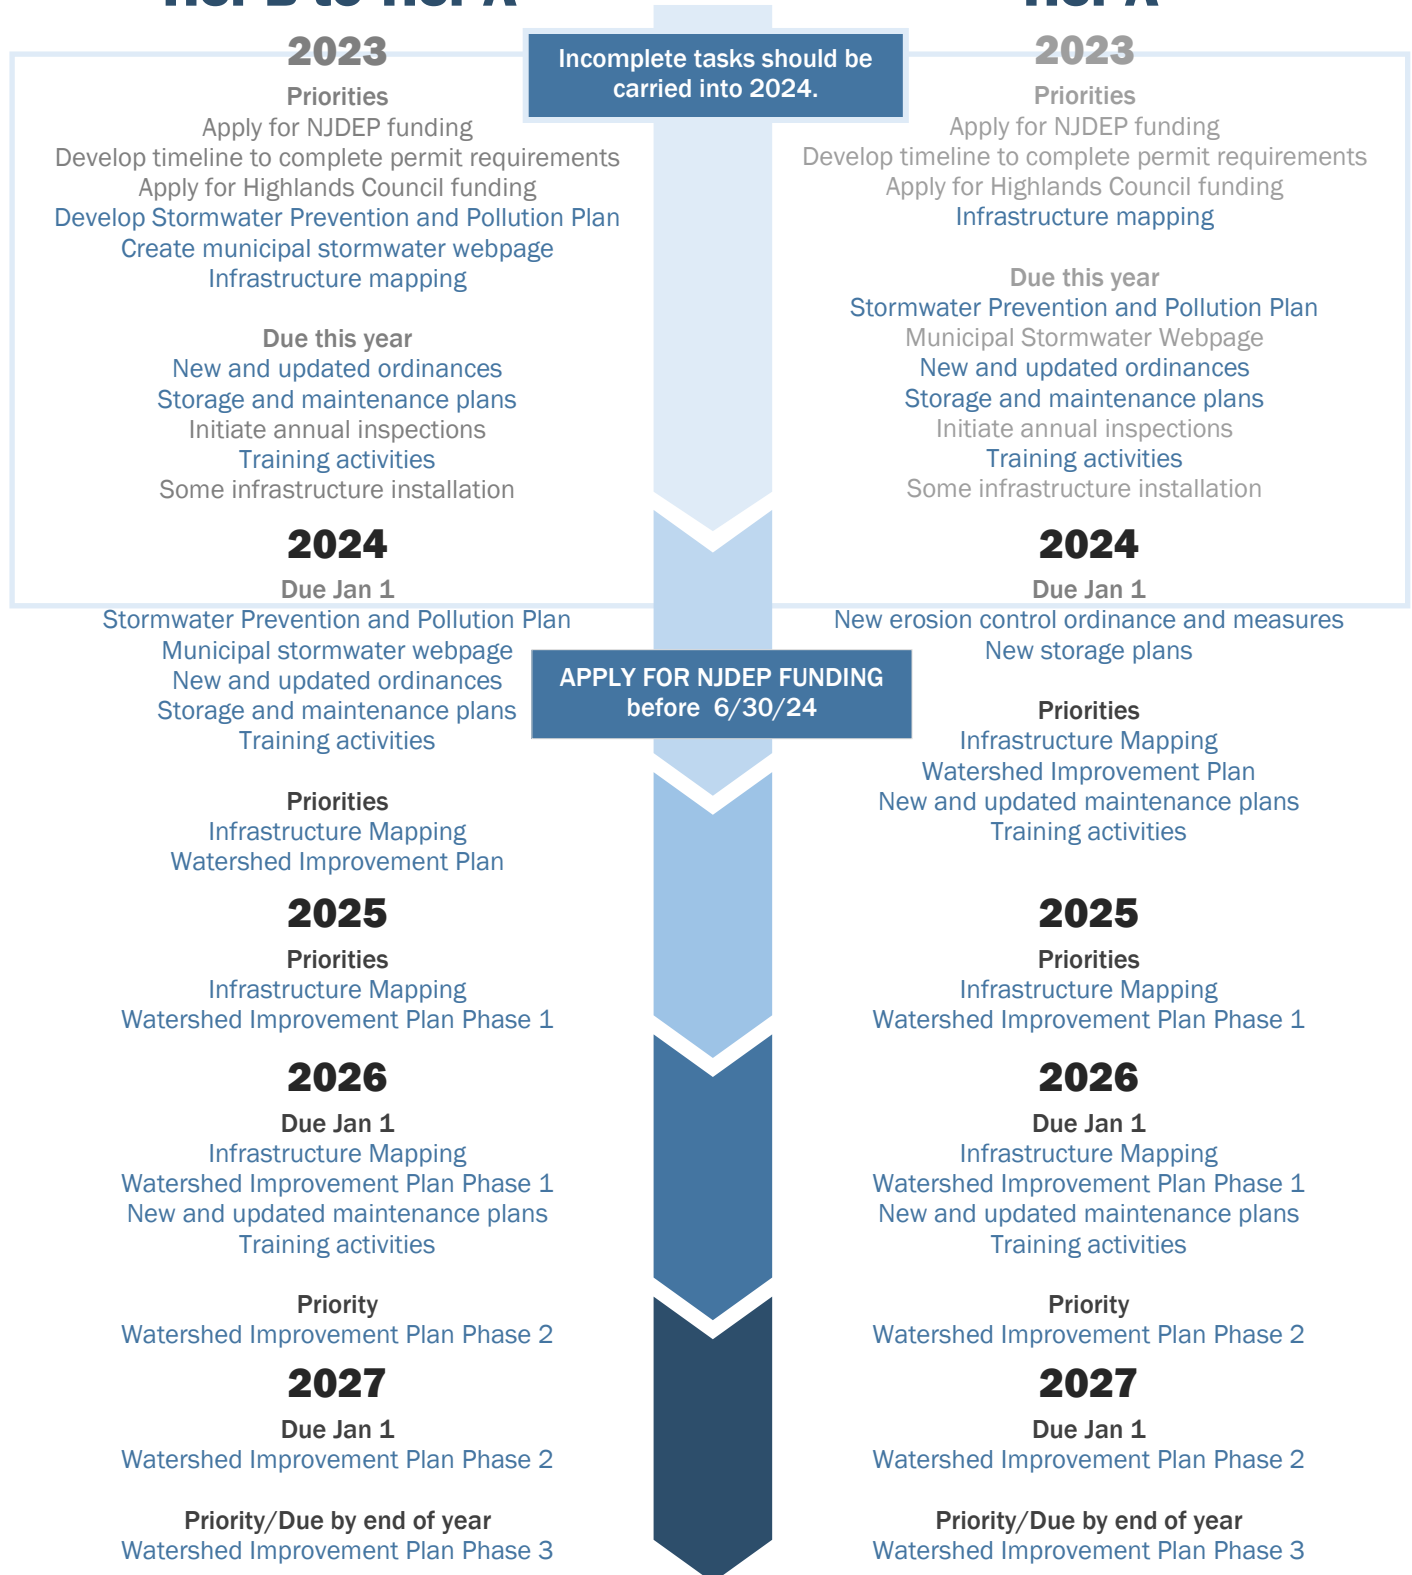 2023
Priorities
Apply for NJDEP funding
Develop timeline to complete permit requirements
Apply for Highlands Council funding
Develop Stormwater Prevention and Pollution Plan
Create municipal stormwater webpage
Infrastructure mapping
Due this year
New and updated ordinances
Storage and maintenance plans
Initiate annual inspections
Training activities
Some infrastructure installation
2024
Due Jan 1
Stormwater Prevention and Pollution Plan
Municipal stormwater webpage
New and updated ordinances
Storage and maintenance plans
Training activities
Priorities
Infrastructure Mapping
Watershed Improvement Plan
2025
Priorities
Infrastructure Mapping
Watershed Improvement Plan Phase 1
2026
Due Jan 1
Infrastructure Mapping
Watershed Improvement Plan Phase 1
New and updated maintenance plans
Training activities
Priority
Watershed Improvement Plan Phase 2
2027
Due Jan 1
Watershed Improvement Plan Phase 2
Priority/Due by end of year
Watershed Improvement Plan Phase 3
Incomplete tasks should be
carried into 2024.
APPLY FOR NJDEP FUNDING
before 6/30/24
2023
Priorities
Apply for NJDEP funding
Develop timeline to complete permit requirements
Apply for Highlands Council funding
Infrastructure mapping
Due this year
Stormwater Prevention and Pollution Plan
Municipal Stormwater Webpage
New and updated ordinances
Storage and maintenance plans
Initiate annual inspections
Training activities
Some infrastructure installation
2024
Due Jan 1
New erosion control ordinance and measures
New storage plans
Priorities
Infrastructure Mapping
Watershed Improvement Plan
New and updated maintenance plans
Training activities
2025
Priorities
Infrastructure Mapping
Watershed Improvement Plan Phase 1
2026
Due Jan 1
Infrastructure Mapping
Watershed Improvement Plan Phase 1
New and updated maintenance plans
Training activities
Priority
Watershed Improvement Plan Phase 2
2027
Due Jan 1
Watershed Improvement Plan Phase 2
Priority/Due by end of year
Watershed Improvement Plan Phase 3